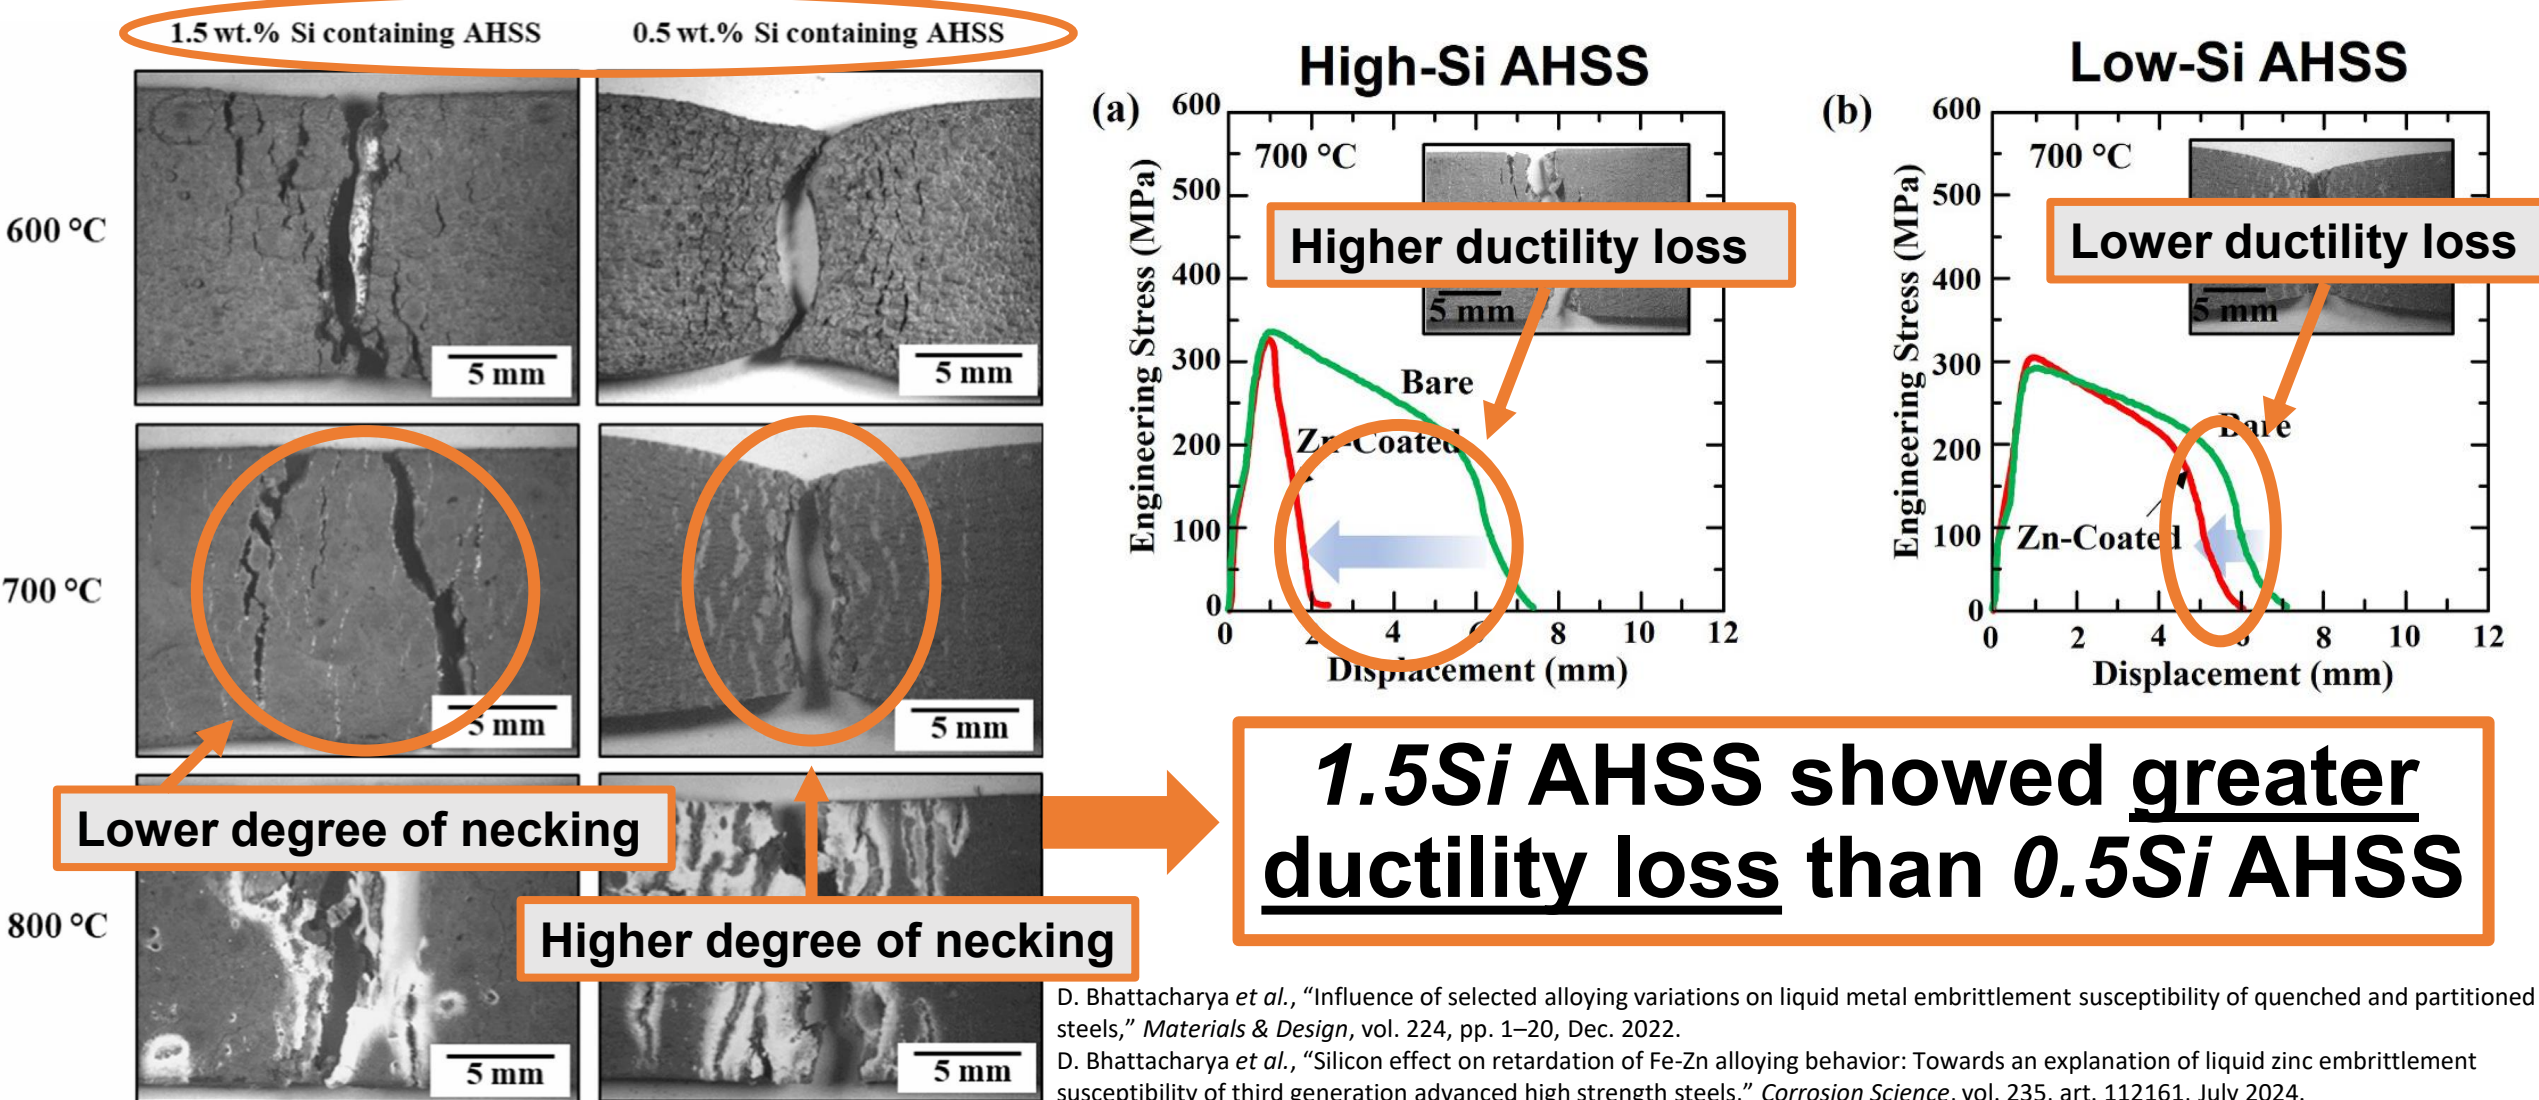 1.5 wt.% Si containing AHSS
0.5 wt.% Si containing AHSS
600 °C
5 mm
5 mm
700 °C
5 mm
5 mm
Lower degree of necking
800 °C
Higher degree of necking
5 mm
5 mm
High-Si AHSS
(a)
Engineering Stress (MPa)
600
500
400
300
200
100
0
700 °C
5 mm
Higher ductility loss
Bare
Zn-Coated
0
2
4
6
8
10
12
Displacement (mm)
Low-Si AHSS
(b)
Engineering Stress (MPa)
600
500
400
300
200
100
0
700 °C
5 mm
Lower ductility loss
Bare
Zn-Coated
0
2
4
6
8
10
12
Displacement (mm)
1.5Si AHSS showed greater
ductility loss than 0.5Si AHSS
D. Bhattacharya et al., “Influence of selected alloying variations on liquid metal embrittlement susceptibility of quenched and partitioned
steels,” Materials & Design, vol. 224, pp. 1–20, Dec. 2022.
D. Bhattacharya et al., “Silicon effect on retardation of Fe-Zn alloying behavior: Towards an explanation of liquid zinc embrittlement
susceptibility of third generation advanced high strength steels,” Corrosion Science, vol. 235, art. 112161, July 2024.